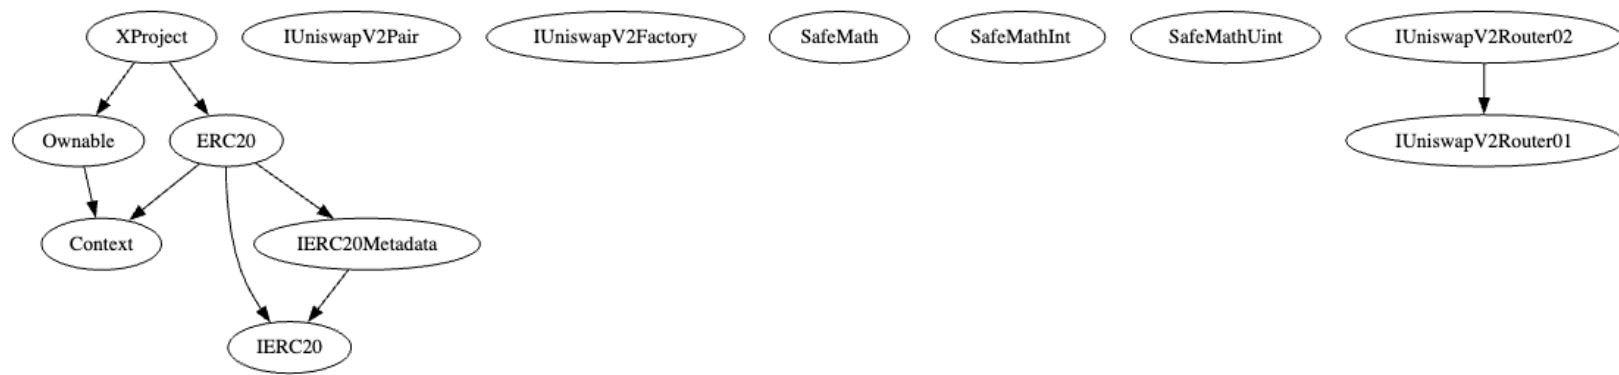 XProject
IUniswapV2Pair
IUniswapV2Factory
SafeMath
SafeMathInt
SafeMathUint
IUniswapV2Router02
Ownable
ERC20
IUniswapV2Router01
Context
IERC20Metadata
IERC20